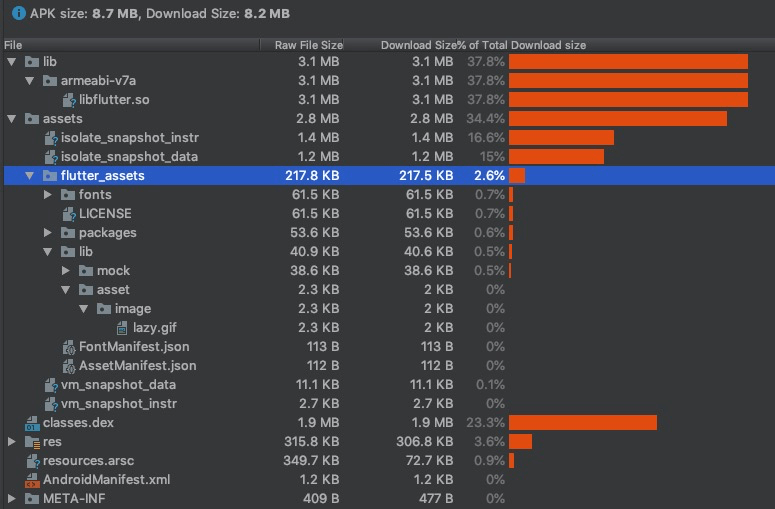 APK size: 8.7 MB, Download Size: 8.2 MB
File Raw File Size Download Size % of Total Download size
lib 3.1 MB 3.1 MB 37.8%
armeabi-v7a 3.1 MB 3.1 MB 37.8%
libflutter.so 3.1 MB 3.1 MB 37.8%
assets 2.8 MB 2.8 MB 34.4%
isolate_snapshot_instr 1.4 MB 1.4 MB 16.6%
isolate_snapshot_data 1.2 MB 1.2 MB 15%
flutter_assets 217.8 KB 217.5 KB 2.6%
fonts 61.5 KB 61.5 KB 0.7%
LICENSE 61.5 KB 61.5 KB 0.7%
packages 53.6 KB 53.6 KB 0.6%
lib 40.9 KB 40.6 KB 0.5%
mock 38.6 KB 38.6 KB 0.5%
asset 2.3 KB 2 KB 0%
image 2.3 KB 2 KB 0%
lazy.gif 2.3 KB 2 KB 0%
FontManifest.json 113 B 113 B 0%
AssetManifest.json 112 B 112 B 0%
vm_snapshot_data 11.1 KB 11.1 KB 0.1%
vm_snapshot_instr 2.7 KB 2.7 KB 0%
classes.dex 1.9 MB 1.9 MB 23.3%
res 315.8 KB 306.8 KB 3.6%
resources.arsc 349.7 KB 72.7 KB 0.9%
AndroidManifest.xml 1.2 KB 1.2 KB 0%
META-INF 409 B 477 B 0%